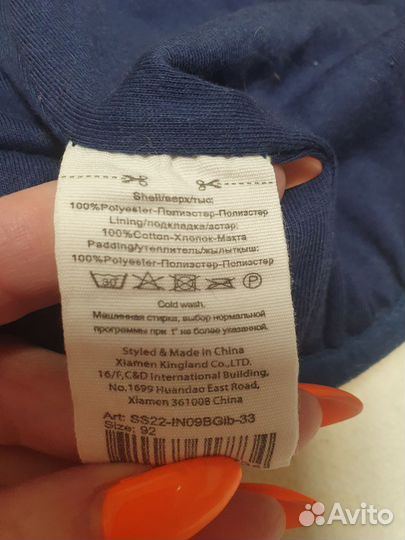 Shell/верх/тыс:
100%Polyester-Полиэстер-Полиэстер
Lining/подкладка/астар:
100%Cotton-Хлопок-Мақта
Padding/утеплитель/жылытқыш:
100%Polyester-Полиэстер-Полиэстер
30
P
Cold wash.
Машинная стирка, выбор нормальной
программы при t° не более указанной.
Styled & Made in China
Xiamen Kingland Co.,LTD.
16/F,C&D International Building,
No.1699 Huandao East Road,
Xiamen 361008 China
Art: SS22-IN09BGib-33
Size: 92
Avito